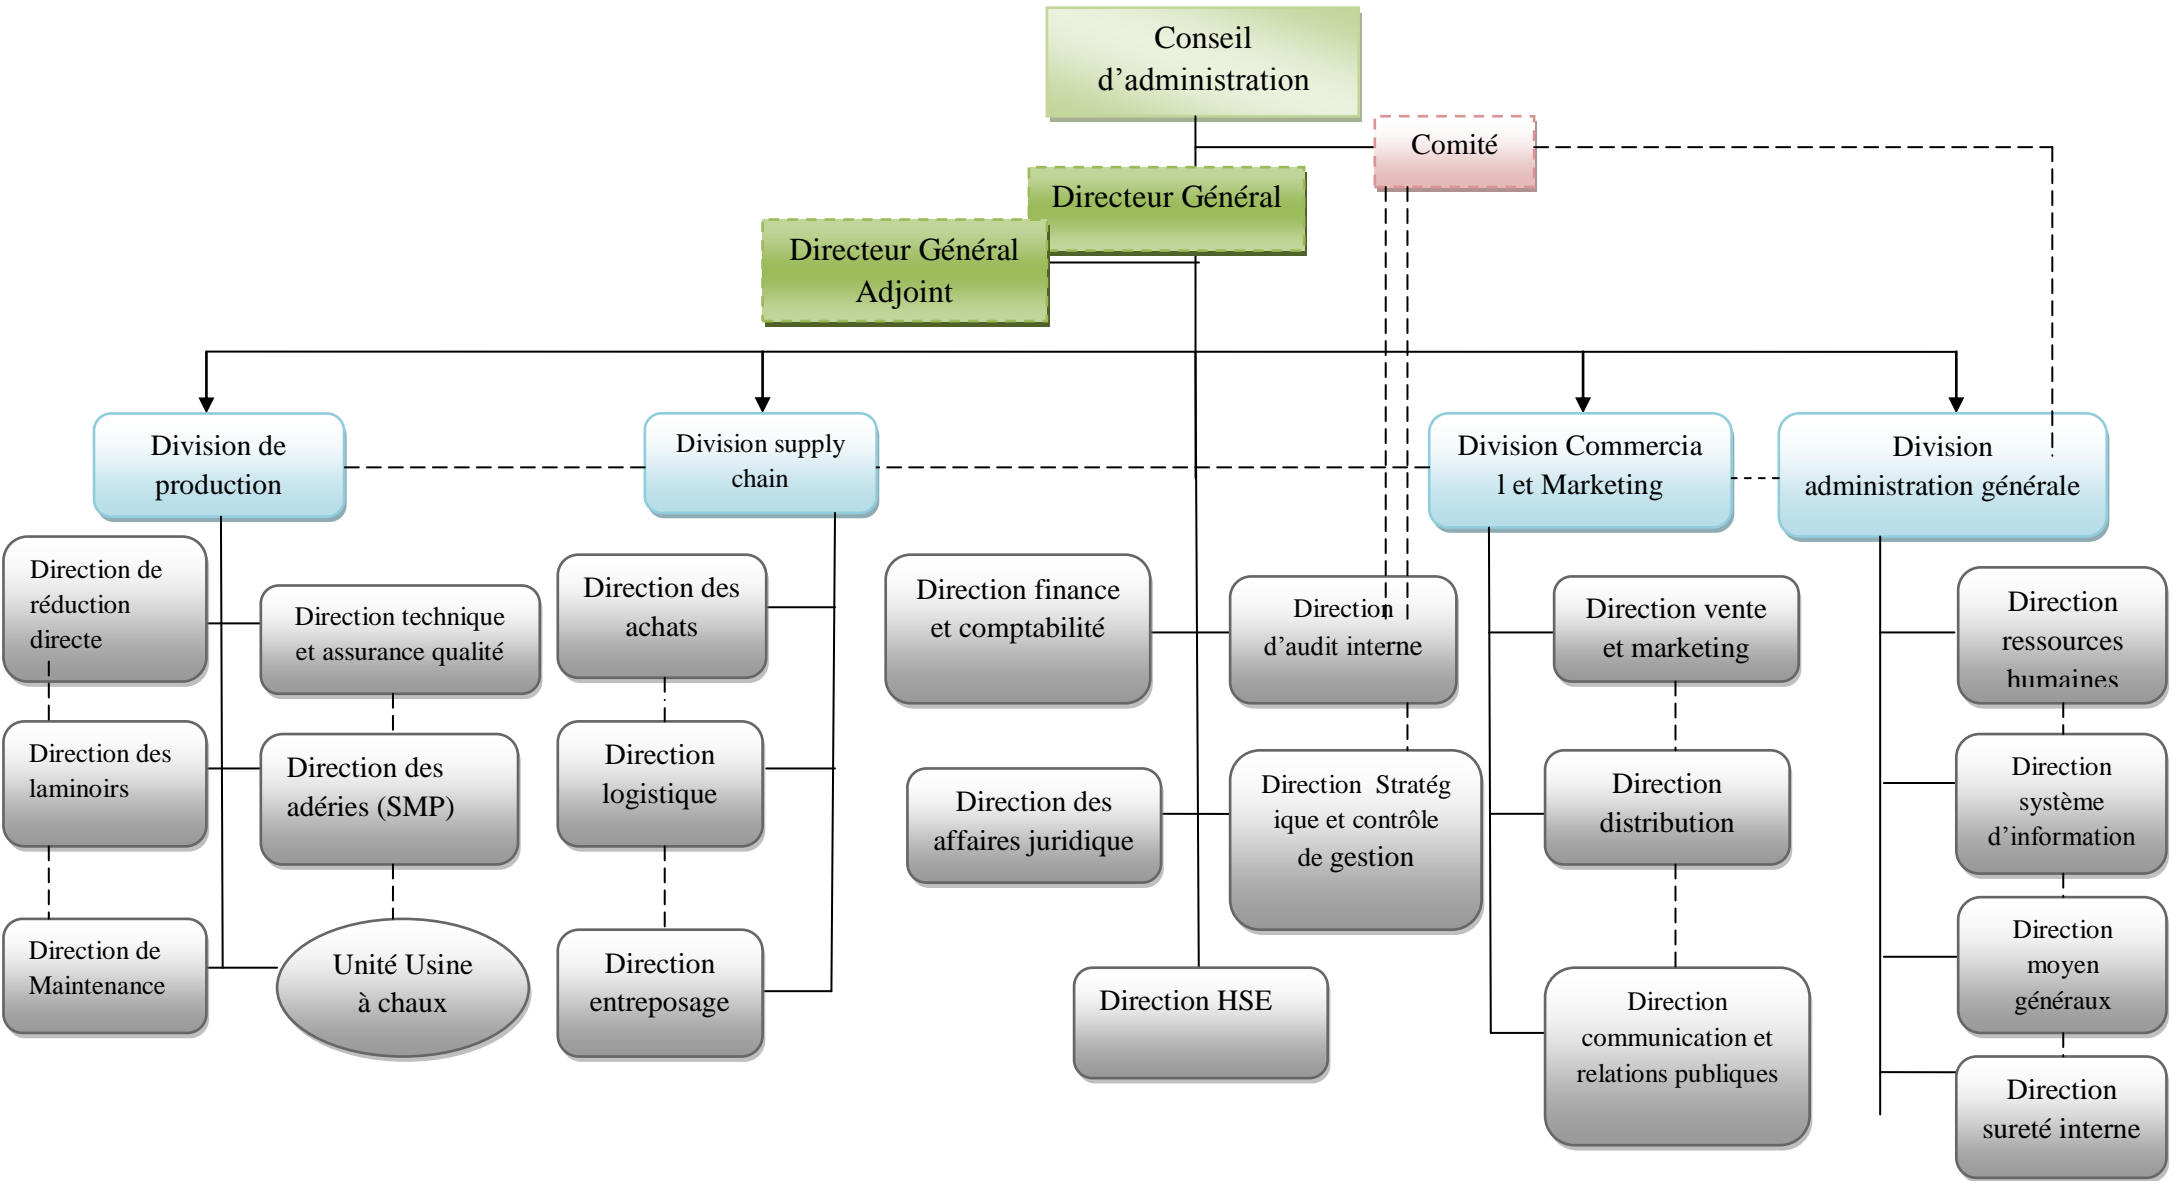 Conseil
d’administration
Comité
Directeur Général
Directeur Général
Adjoint
Division de
production
Division supply
chain
Division Commercia
l et Marketing
Division
administration générale
Direction de
réduction
directe
Direction technique
et assurance qualité
Direction des
laminoirs
Direction des
adéries (SMP)
Direction de
Maintenance
Unité Usine
à chaux
Direction des
achats
Direction
logistique
Direction
entreposage
Direction finance
et comptabilité
Direction
d’audit interne
Direction des
affaires juridique
Direction Stratég
ique et contrôle
de gestion
Direction HSE
Direction vente
et marketing
Direction
distribution
Direction
communication et
relations publiques
Direction
ressources
humaines
Direction
système
d’information
Direction
moyen
généraux
Direction
sureté interne